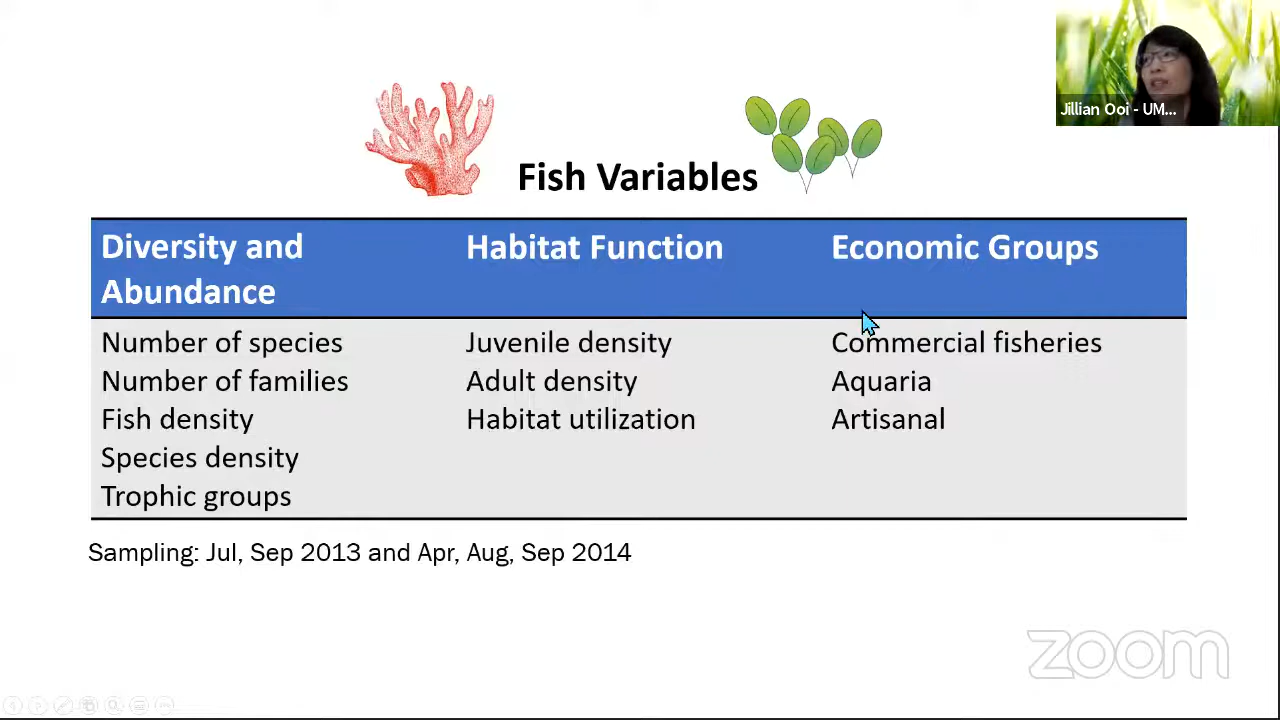 Jillian Ooi - UM...
Fish Variables
Diversity and
Abundance
Habitat Function
Economic Groups
Number of species
Number of families
Fish density
Species density
Trophic groups
Juvenile density
Adult density
Habitat utilization
Commercial fisheries
Aquaria
Artisanal
Sampling: Jul, Sep 2013 and Apr, Aug, Sep 2014
zoom